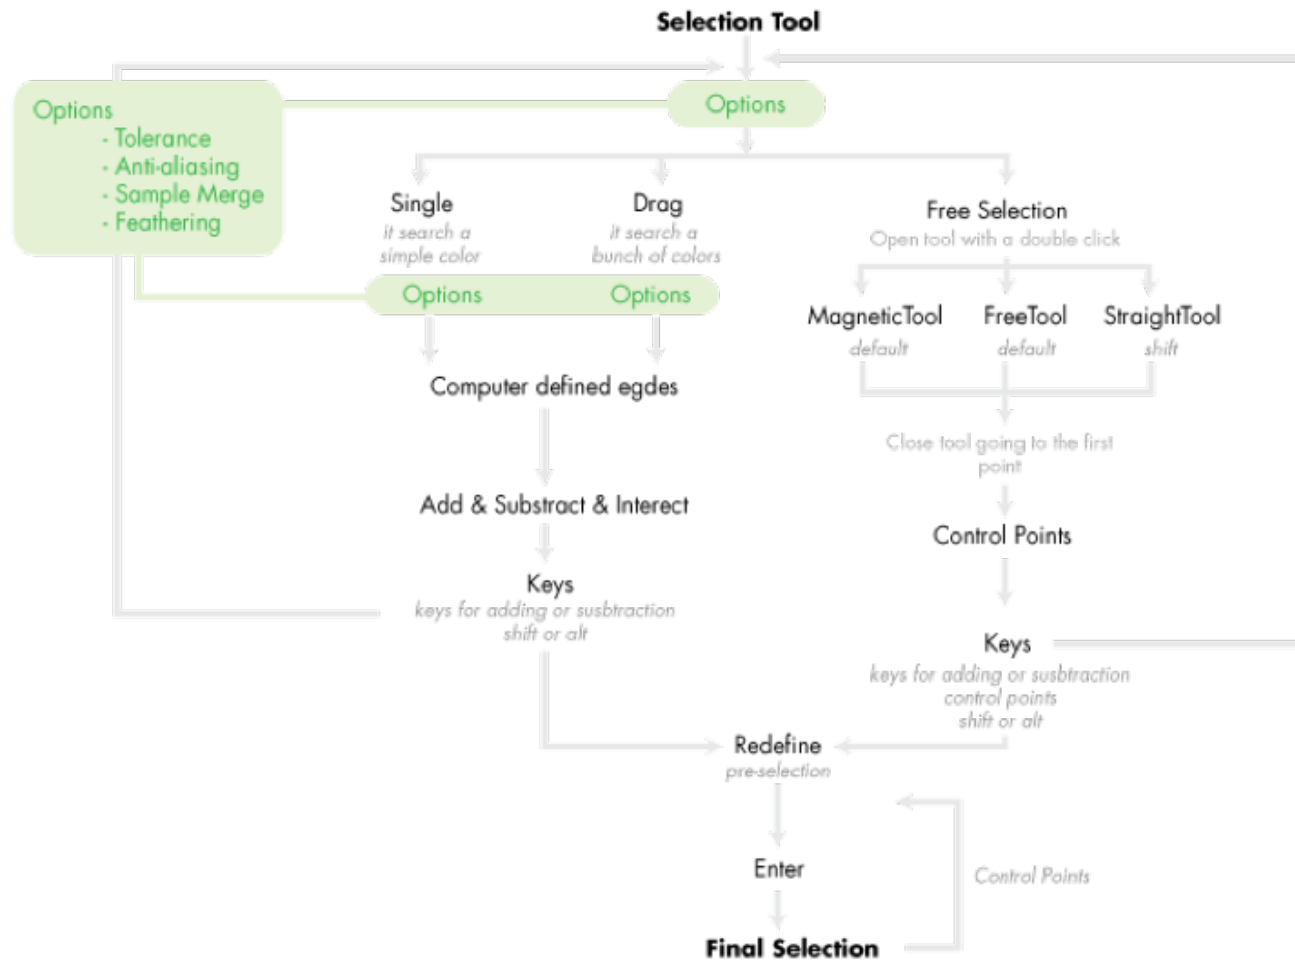 Selection Tool
Options
Options
- Tolerance
- Anti-aliasing
- Sample Merge
- Feathering
Single
it search a
simple color
Drag
it search a
bunch of colors
Free Selection
Open tool with a double click
Options
Options
MagneticTool
default
FreeTool
default
StraightTool
shift
Computer defined egdes
Close tool going to the first
point
Add & Substract & Interect
Control Points
Keys
keys for adding or susbtraction
shift or alt
Keys
keys for adding or susbtraction
control points
shift or alt
Redefine
pre-selection
Enter
Control Points
Final Selection